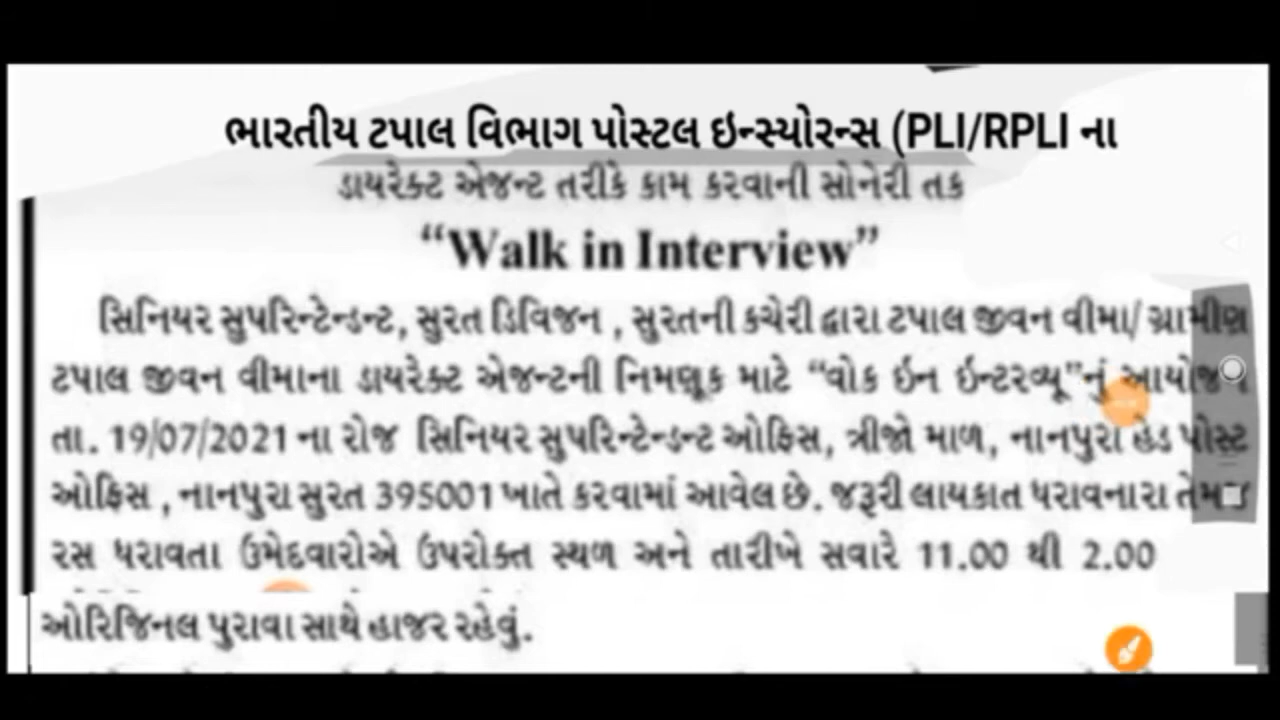 ભારતીય ટપાલ વિભાગ પોસ્ટલ ઇન્સ્યોરન્સ (PLI/RPLI ના
ડાયરેક્ટ એજન્ટ તરીકે કામ કરવાની સોનેરી તક
“Walk in Interview”
સિનિયર સુપરિન્ટેન્ડન્ટ, સુરત ડિવિજન , સુરતની કચેરી દ્વારા ટપાલ જીવન વીમા/ ગ્રામીણ
ટપાલ જીવન વીમાના ડાયરેક્ટ એજન્ટની નિમણૂક માટે “વોક ઇન ઇન્ટરવ્યૂ”નું આયોજન
તા. 19/07/2021 ના રોજ સિનિયર સુપરિન્ટેન્ડન્ટ ઓફિસ, ત્રીજો માળ, નાનપુરા હેડ પોસ્ટ
ઓફિસ , નાનપુરા સુરત 395001 ખાતે કરવામાં આવેલ છે. જરૂરી લાયકાત ધરાવનારા તેમજ
રસ ધરાવતા ઉમેદવારોએ ઉપરોક્ત સ્થળ અને તારીખે સવારે 11.00 થી 2.00
ઓરિજિનલ પુરાવા સાથે હાજર રહેવું.